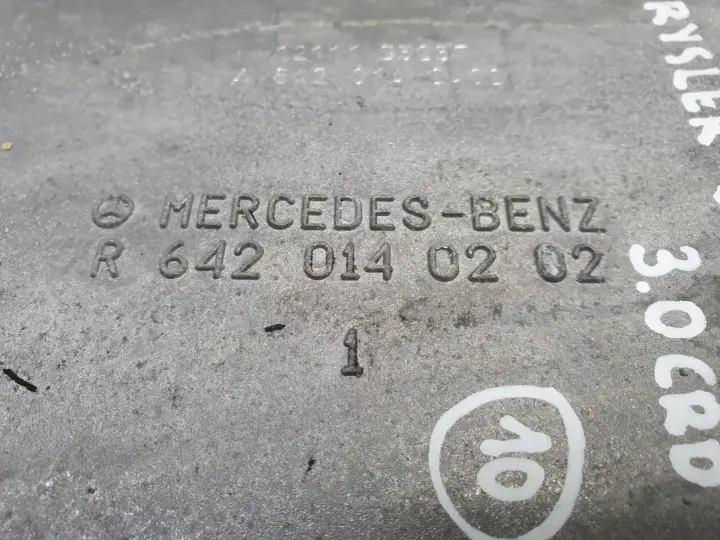 MERCEDES-BENZ
R 642 014 02 02
1
10
RYSLER
3.0CRD